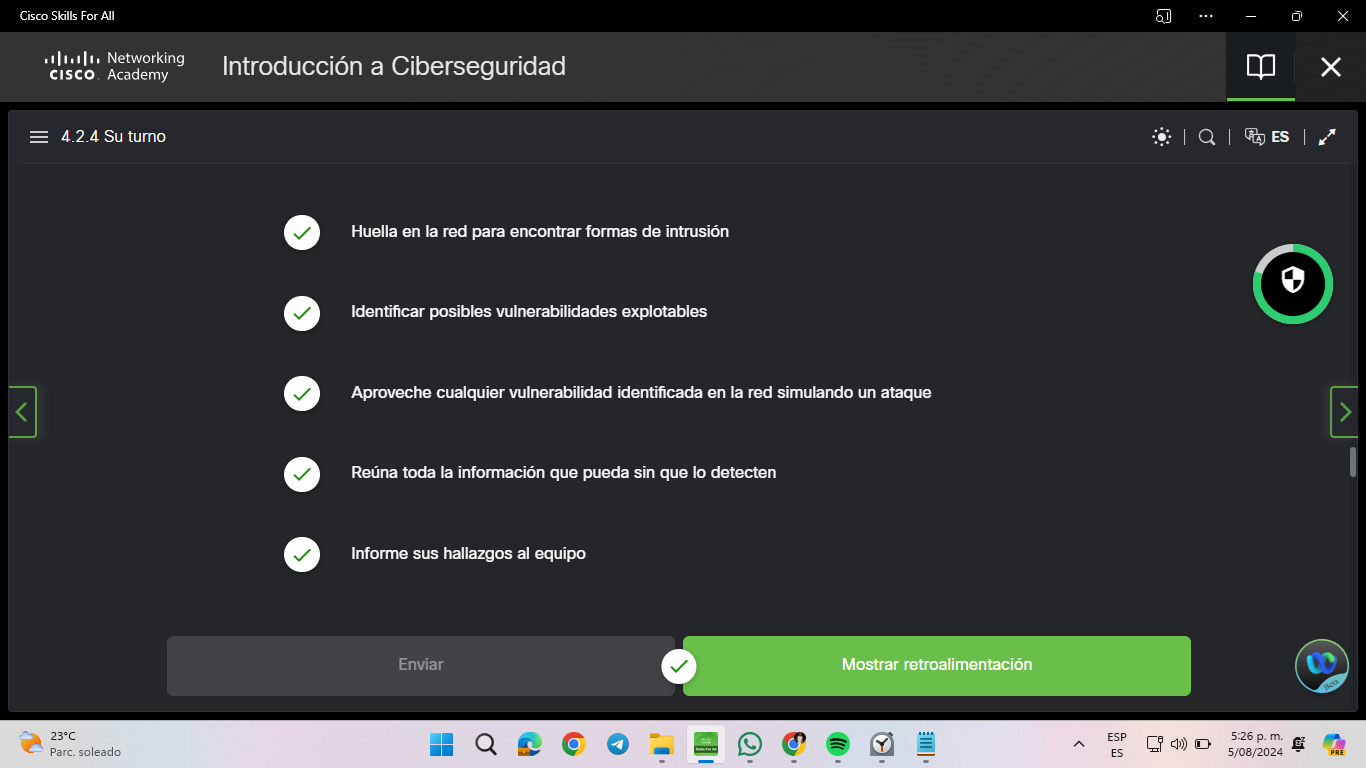 Cisco Skills For All
Networking
CISCO Academy
Introducción a Ciberseguridad
4.2.4 Su turno
ES
Huella en la red para encontrar formas de intrusión
Identificar posibles vulnerabilidades explotables
Aproveche cualquier vulnerabilidad identificada en la red simulando un ataque
Reúna toda la información que pueda sin que lo detecten
Informe sus hallazgos al equipo
Enviar
Mostrar retroalimentación
Beta
23°C
Parc. soleado
Skills For All
ESP
ES
5:26 p. m.
5/08/2024
PRE